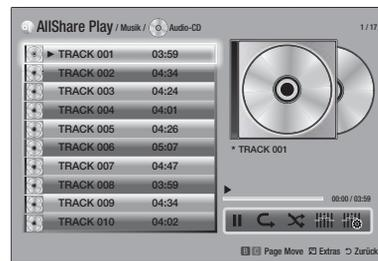 AllShare Play / Musik / Audio-CD 1 / 17
TRACK 001 03:59
TRACK 002 04:34
TRACK 003 04:24
TRACK 004 04:01
TRACK 005 04:26
TRACK 006 05:07
TRACK 007 04:47
TRACK 008 03:59
TRACK 009 04:34
TRACK 010 04:02
* TRACK 001
00:00 / 03:59
B C Page Move Extras Zurück